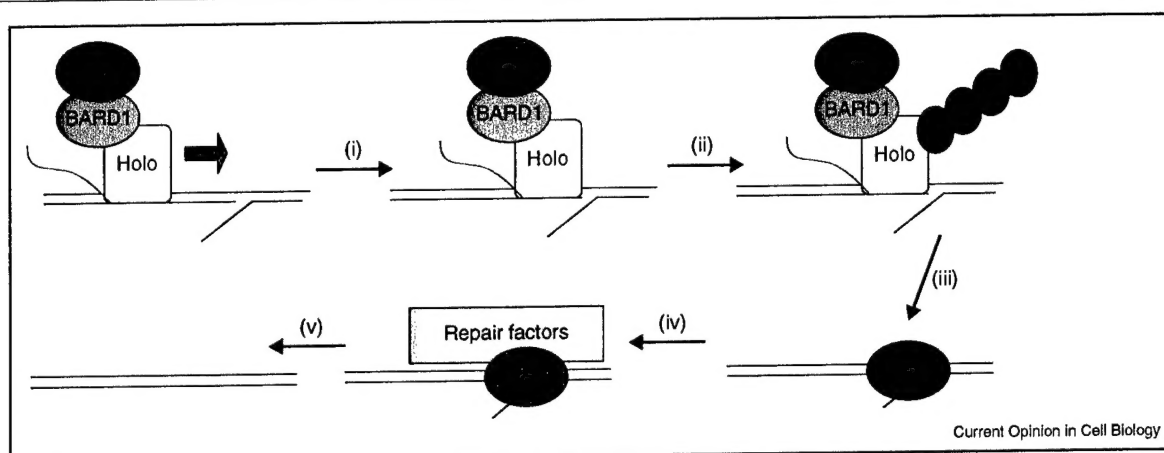 BARD1
Holo
(i)
BARD1
Holo
(ii)
BARD1
Holo
(iii)
(iv)
Repair factors
(v)
Current Opinion in Cell Biology